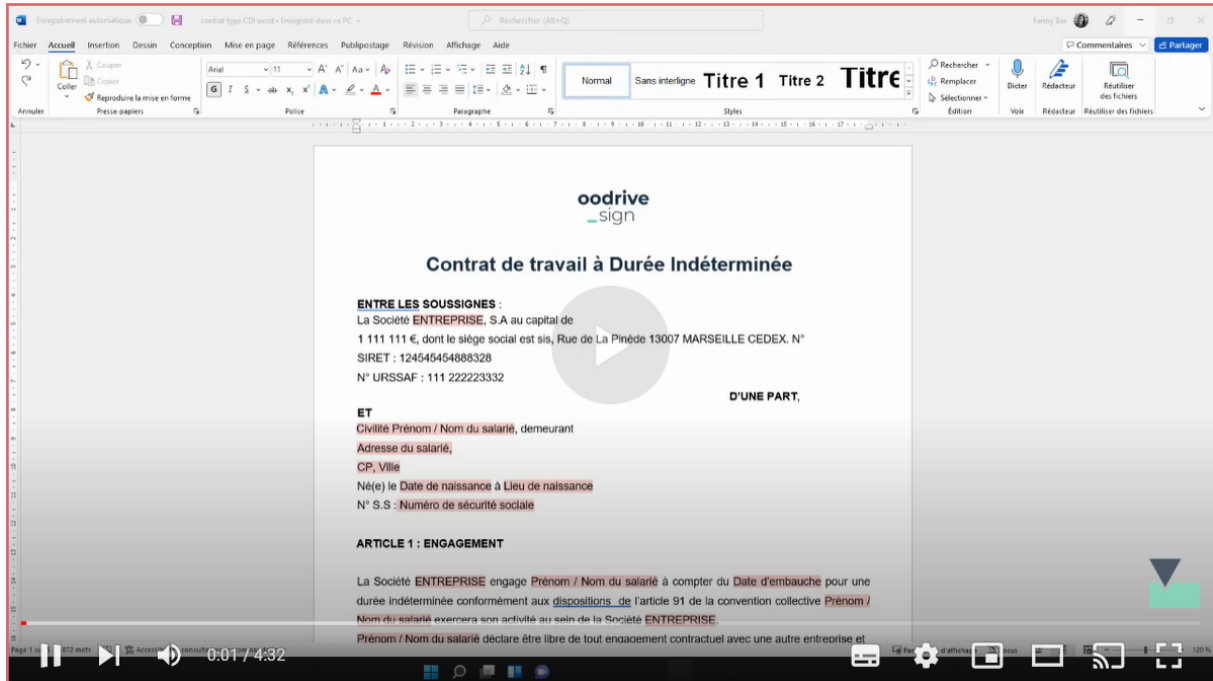 Enregistrement automatique
contrat type CDI word • Enregistré dans ce PC
Rechercher (Alt+Q)
Fanny Bas
Fichier Accueil Insertion Dessin Conception Mise en page Références Publipostage Révision Affichage Aide
Commentaires Partager
Coller
Couper
Copier
Reproduire la mise en forme
Arial 11
G I S ab x, x² A A
Normal Sans interligne Titre 1 Titre 2 Titre
Rechercher
Remplacer
Sélectionner
Dicter Rédacteur Réutiliser des fichiers
Annuler Presse-papiers Police Paragraphe Styles Édition Voix Rédacteur Réutiliser des fichiers
oodrive
_sign
Contrat de travail à Durée Indéterminée
ENTRE LES SOUSSIGNES :
La Société ENTREPRISE, S.A au capital de
1 111 111 €, dont le siège social est sis, Rue de La Pinède 13007 MARSEILLE CEDEX. N°
SIRET : 124545454888328
N° URSSAF : 111 222223332
D'UNE PART,
ET
Civilité Prénom / Nom du salarié, demeurant
Adresse du salarié,
CP, Ville
Né(e) le Date de naissance à Lieu de naissance
N° S.S : Numéro de sécurité sociale
ARTICLE 1 : ENGAGEMENT
La Société ENTREPRISE engage Prénom / Nom du salarié à compter du Date d'embauche pour une
durée indéterminée conformément aux dispositions de l'article 91 de la convention collective Prénom /
Nom du salarié exercera son activité au sein de la Société ENTREPRISE.
Prénom / Nom du salarié déclare être libre de tout engagement contractuel avec une autre entreprise et
0:01 / 4:32
120 %